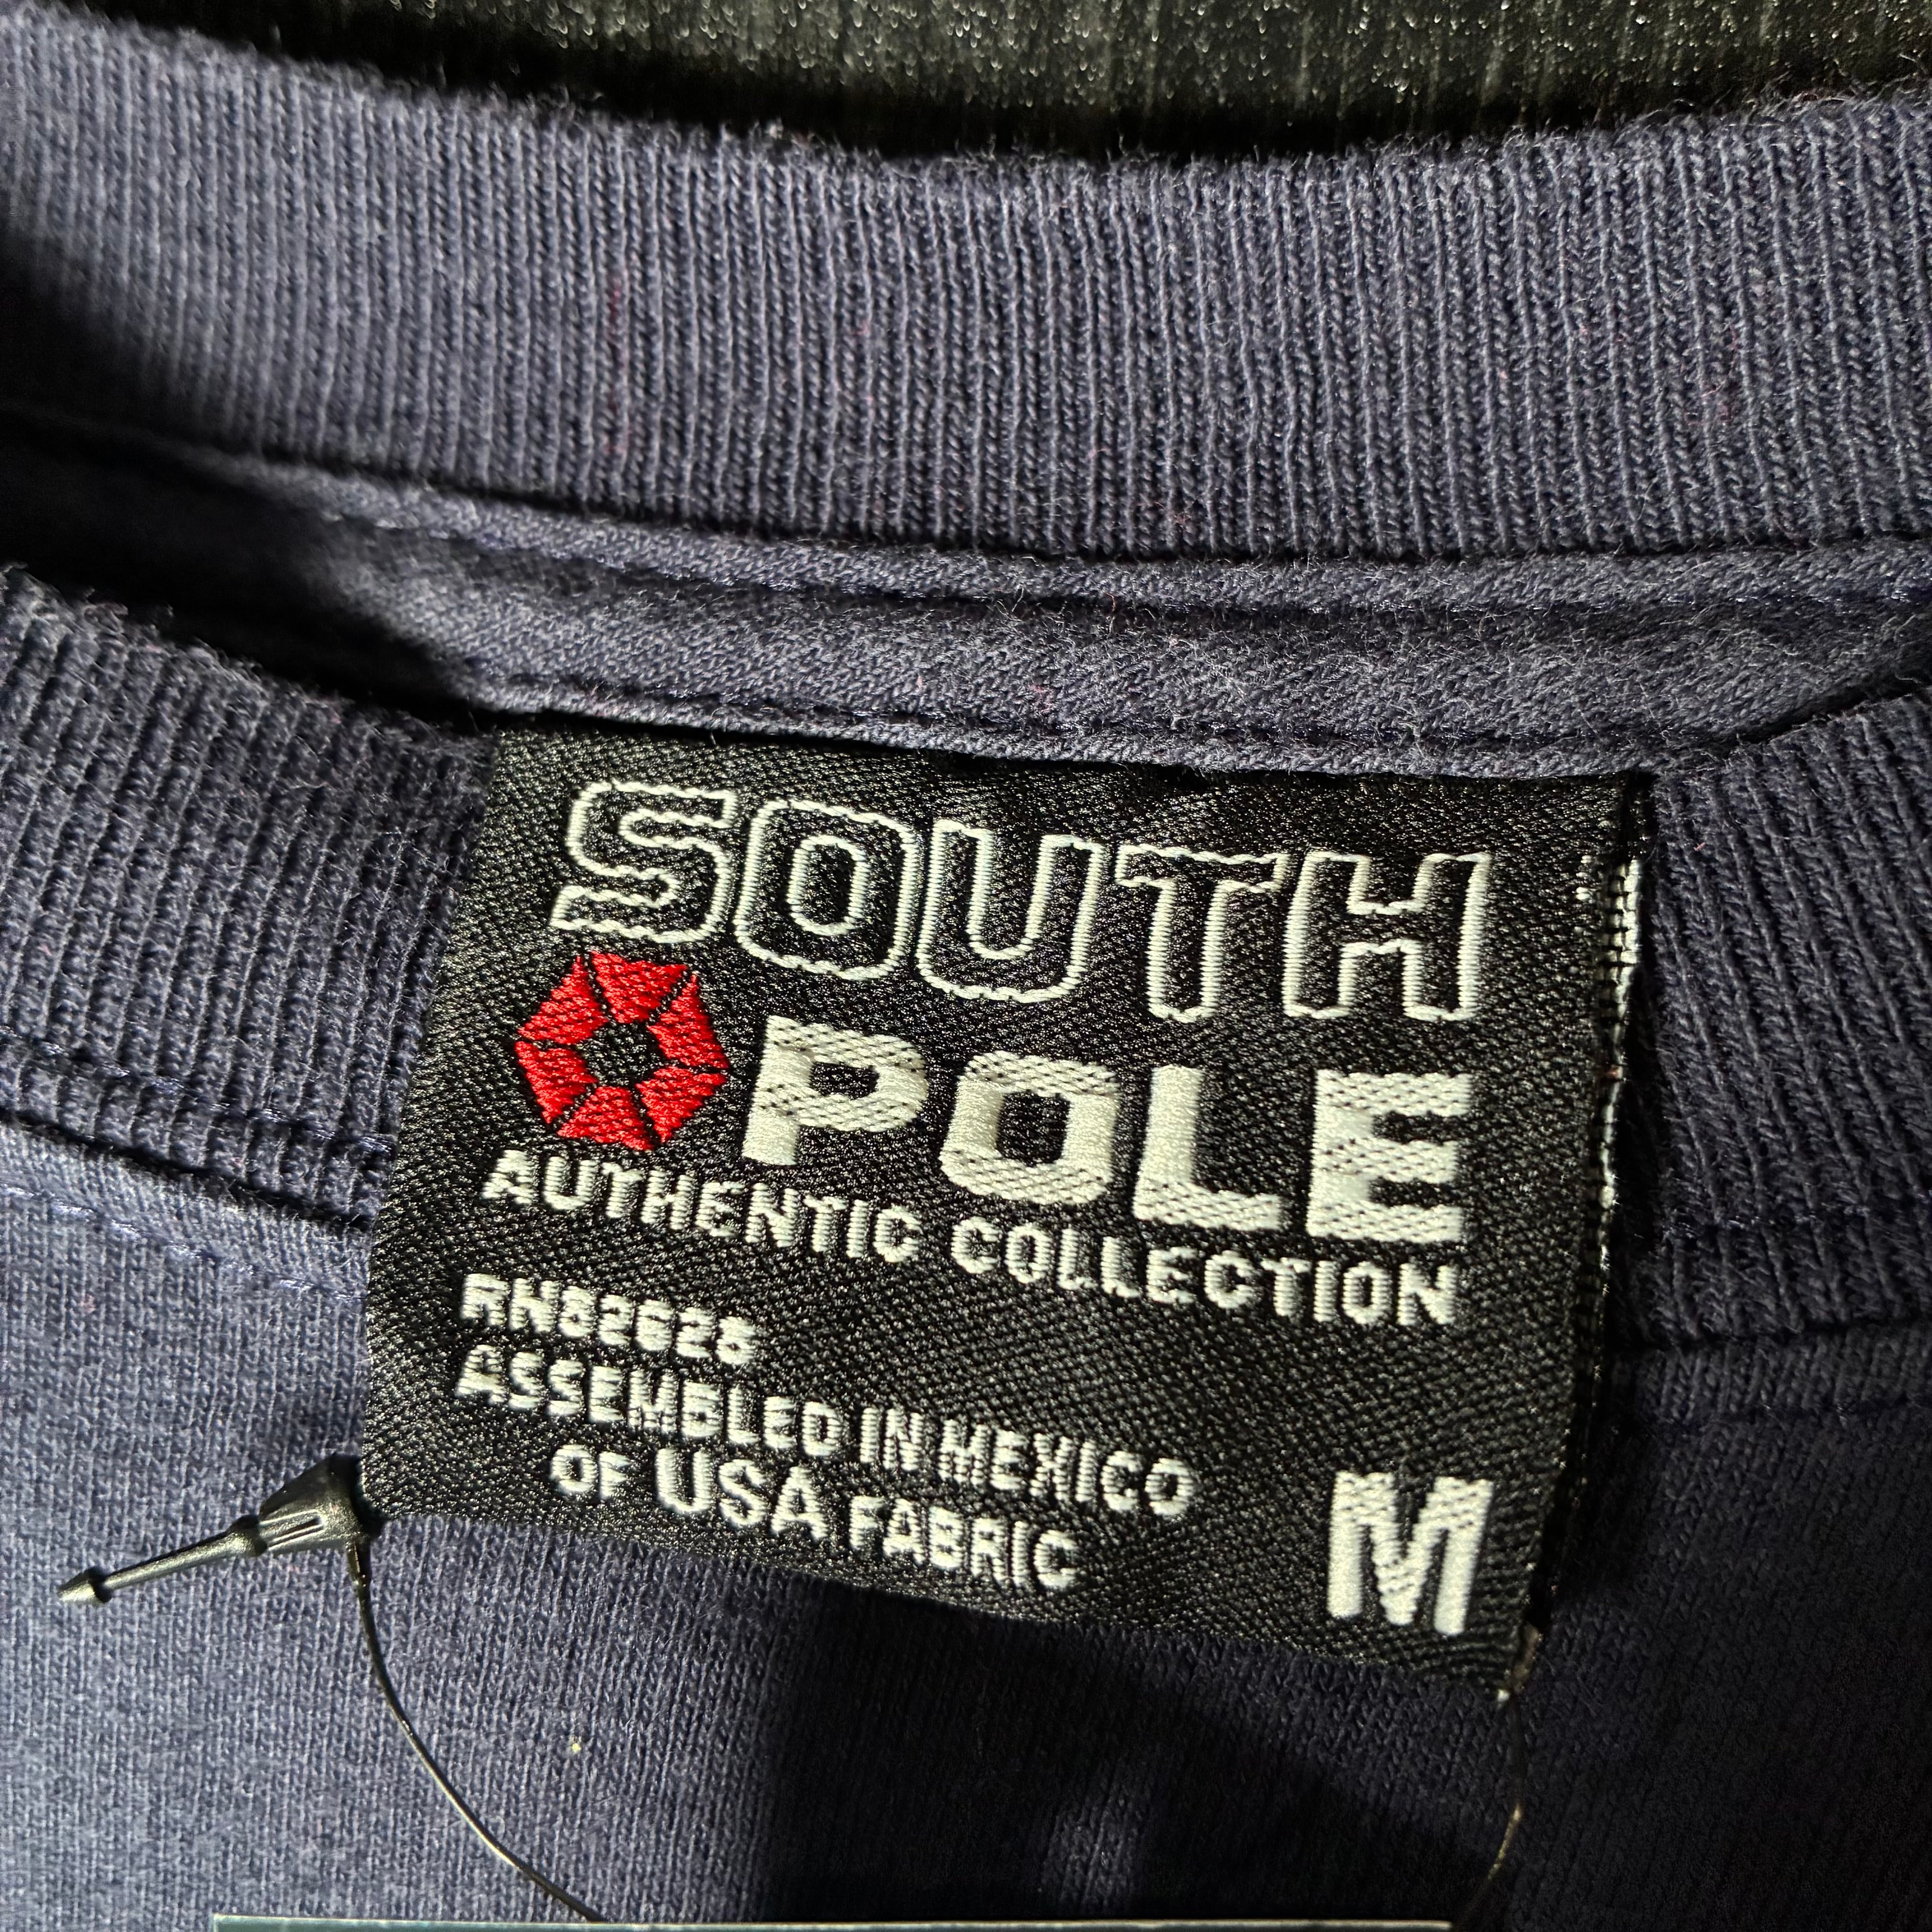 SOUTH
POLE
AUTHENTIC COLLECTION
RN82628
ASSEMBLED IN MEXICO
OF USA FABRIC
M